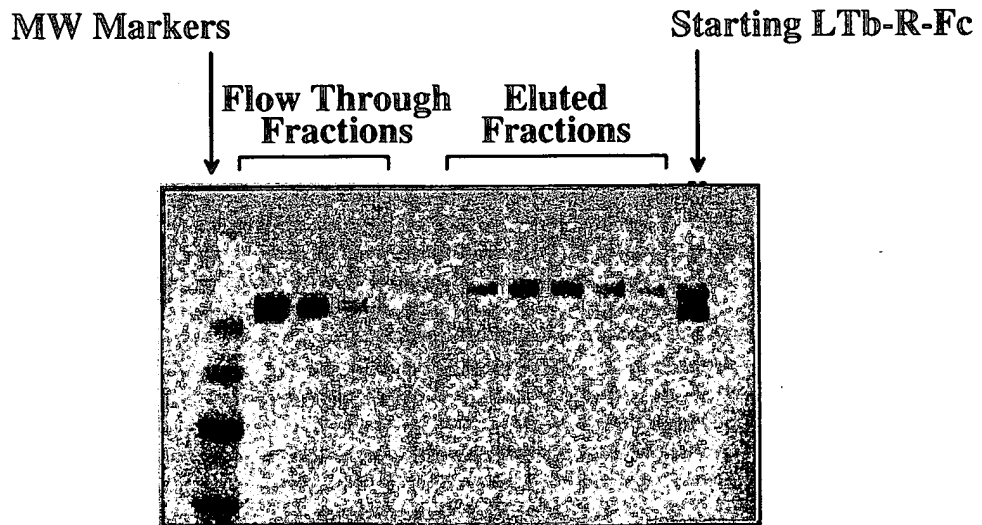 MW Markers
Starting LTb-R-Fc
Flow Through
Fractions
Eluted
Fractions